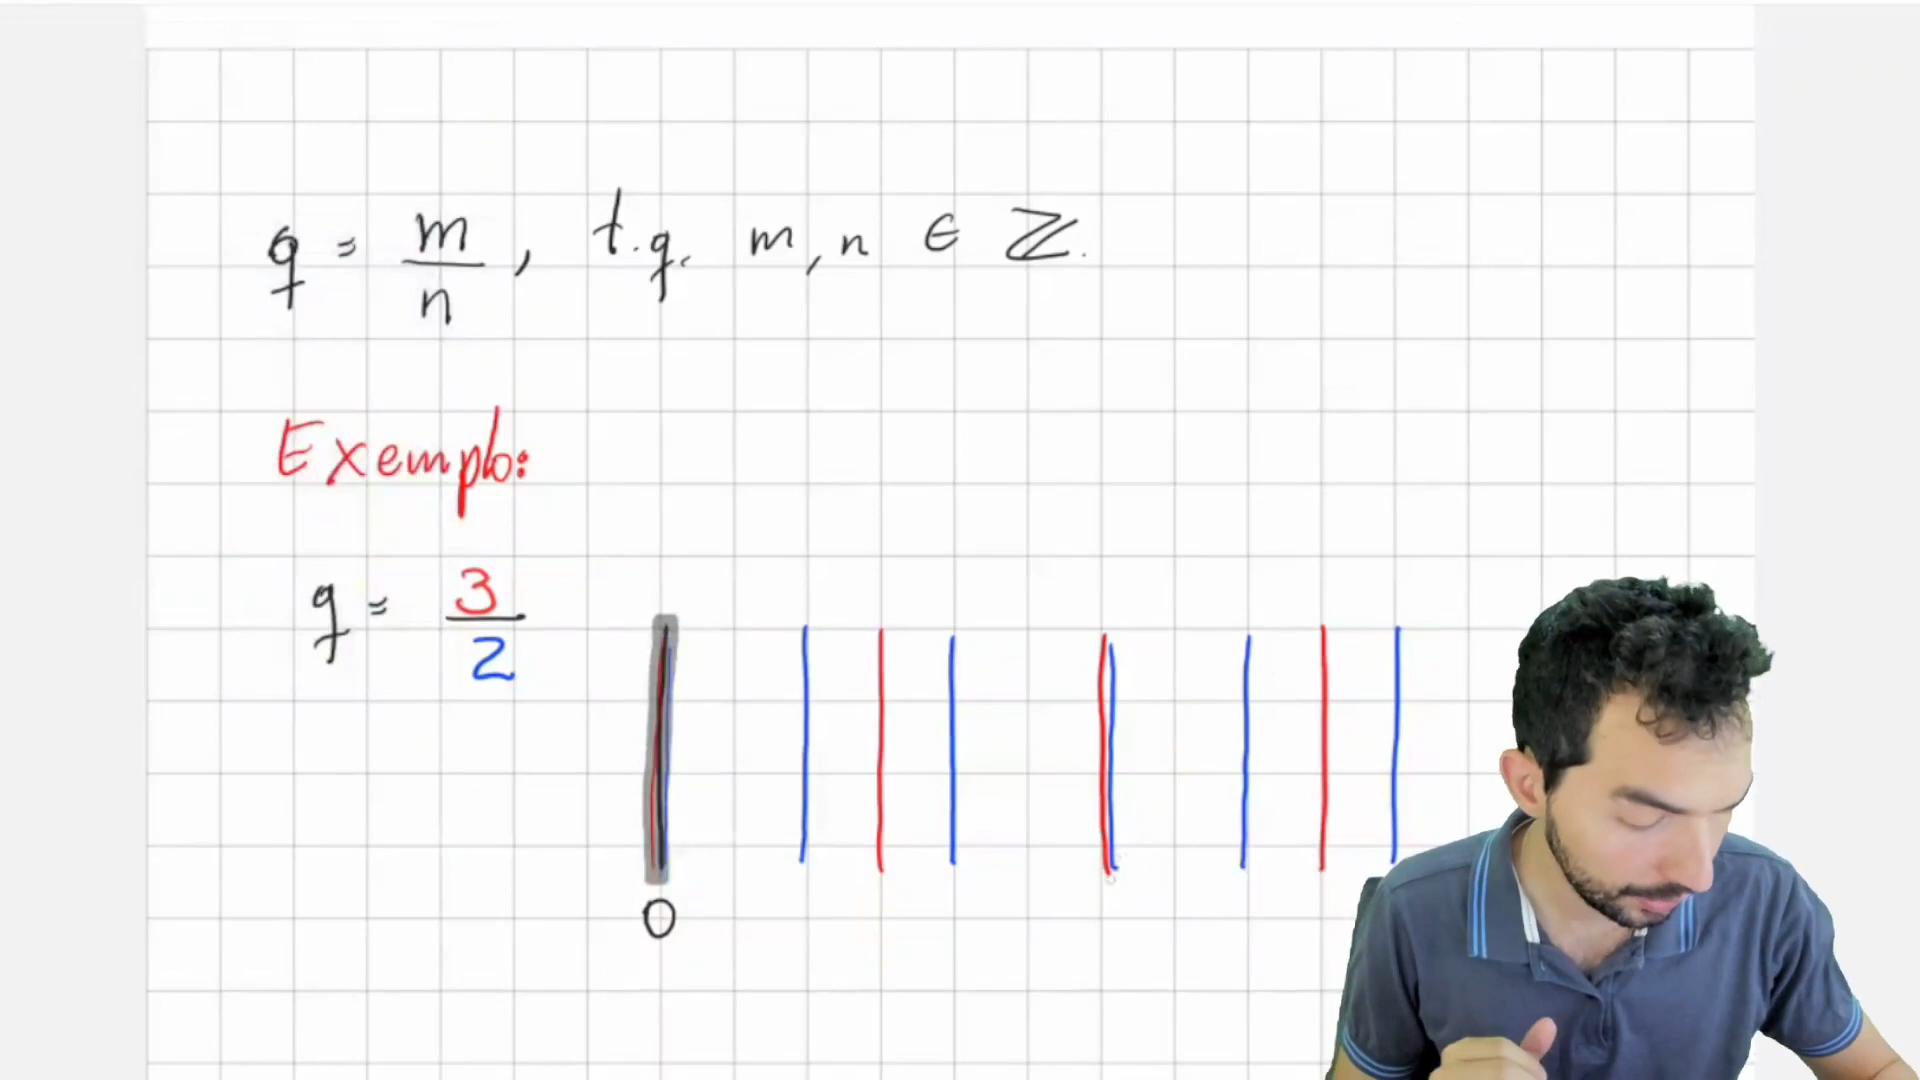 q = m/n, t.q. m, n ∈ ℤ.
Exemplo:
q = 3/2
0